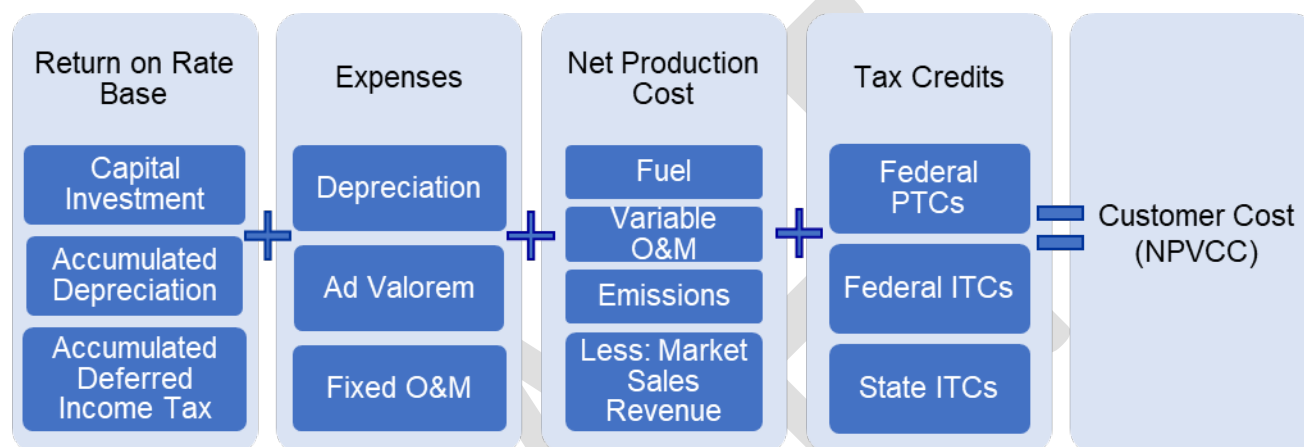 Return on Rate
Base
Capital
Investment
Accumulated
Depreciation
Accumulated
Deferred
Income Tax
Expenses
Depreciation
Ad Valorem
Fixed O&M
Net Production
Cost
Fuel
Variable
O&M
Emissions
Less: Market
Sales
Revenue
Tax Credits
Federal
PTCs
Federal ITCs
State ITCs
Customer Cost
(NPVCC)